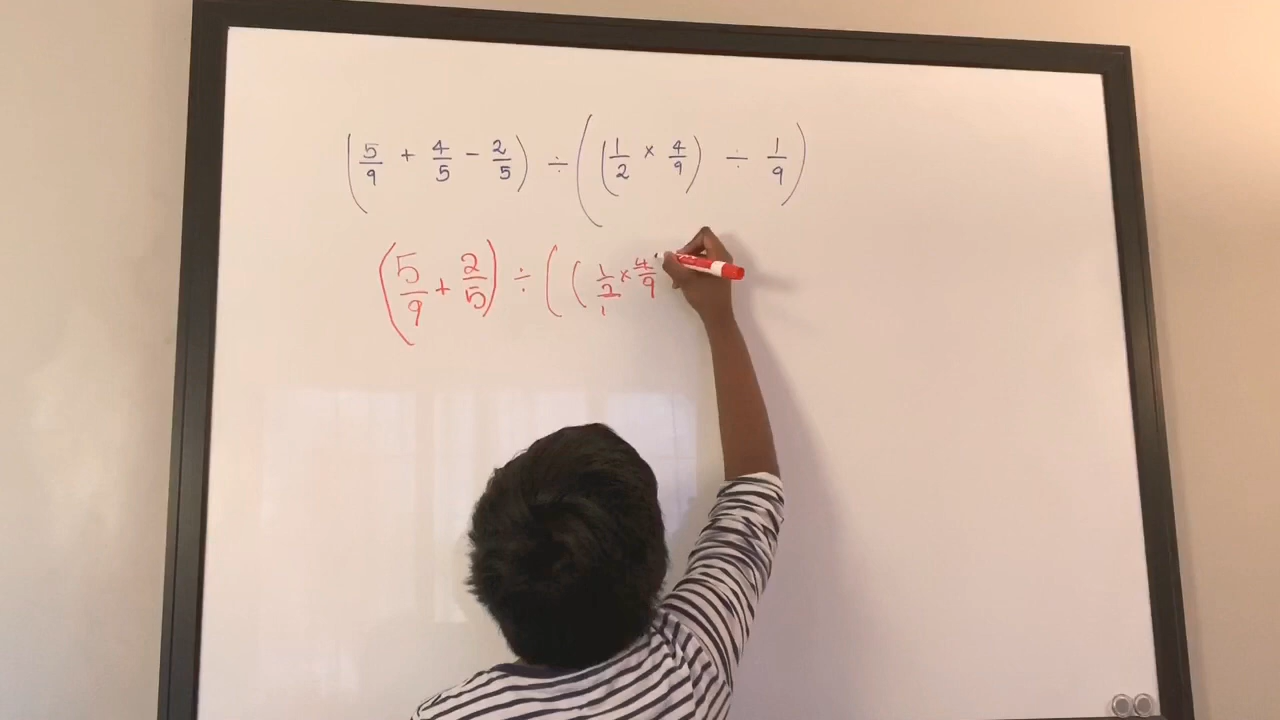 (5/9 + 4/5 - 2/5) ÷ ((1/2 × 4/9) ÷ 1/9)
(5/9 + 2/5) ÷ ((1/2 × 4/9
1